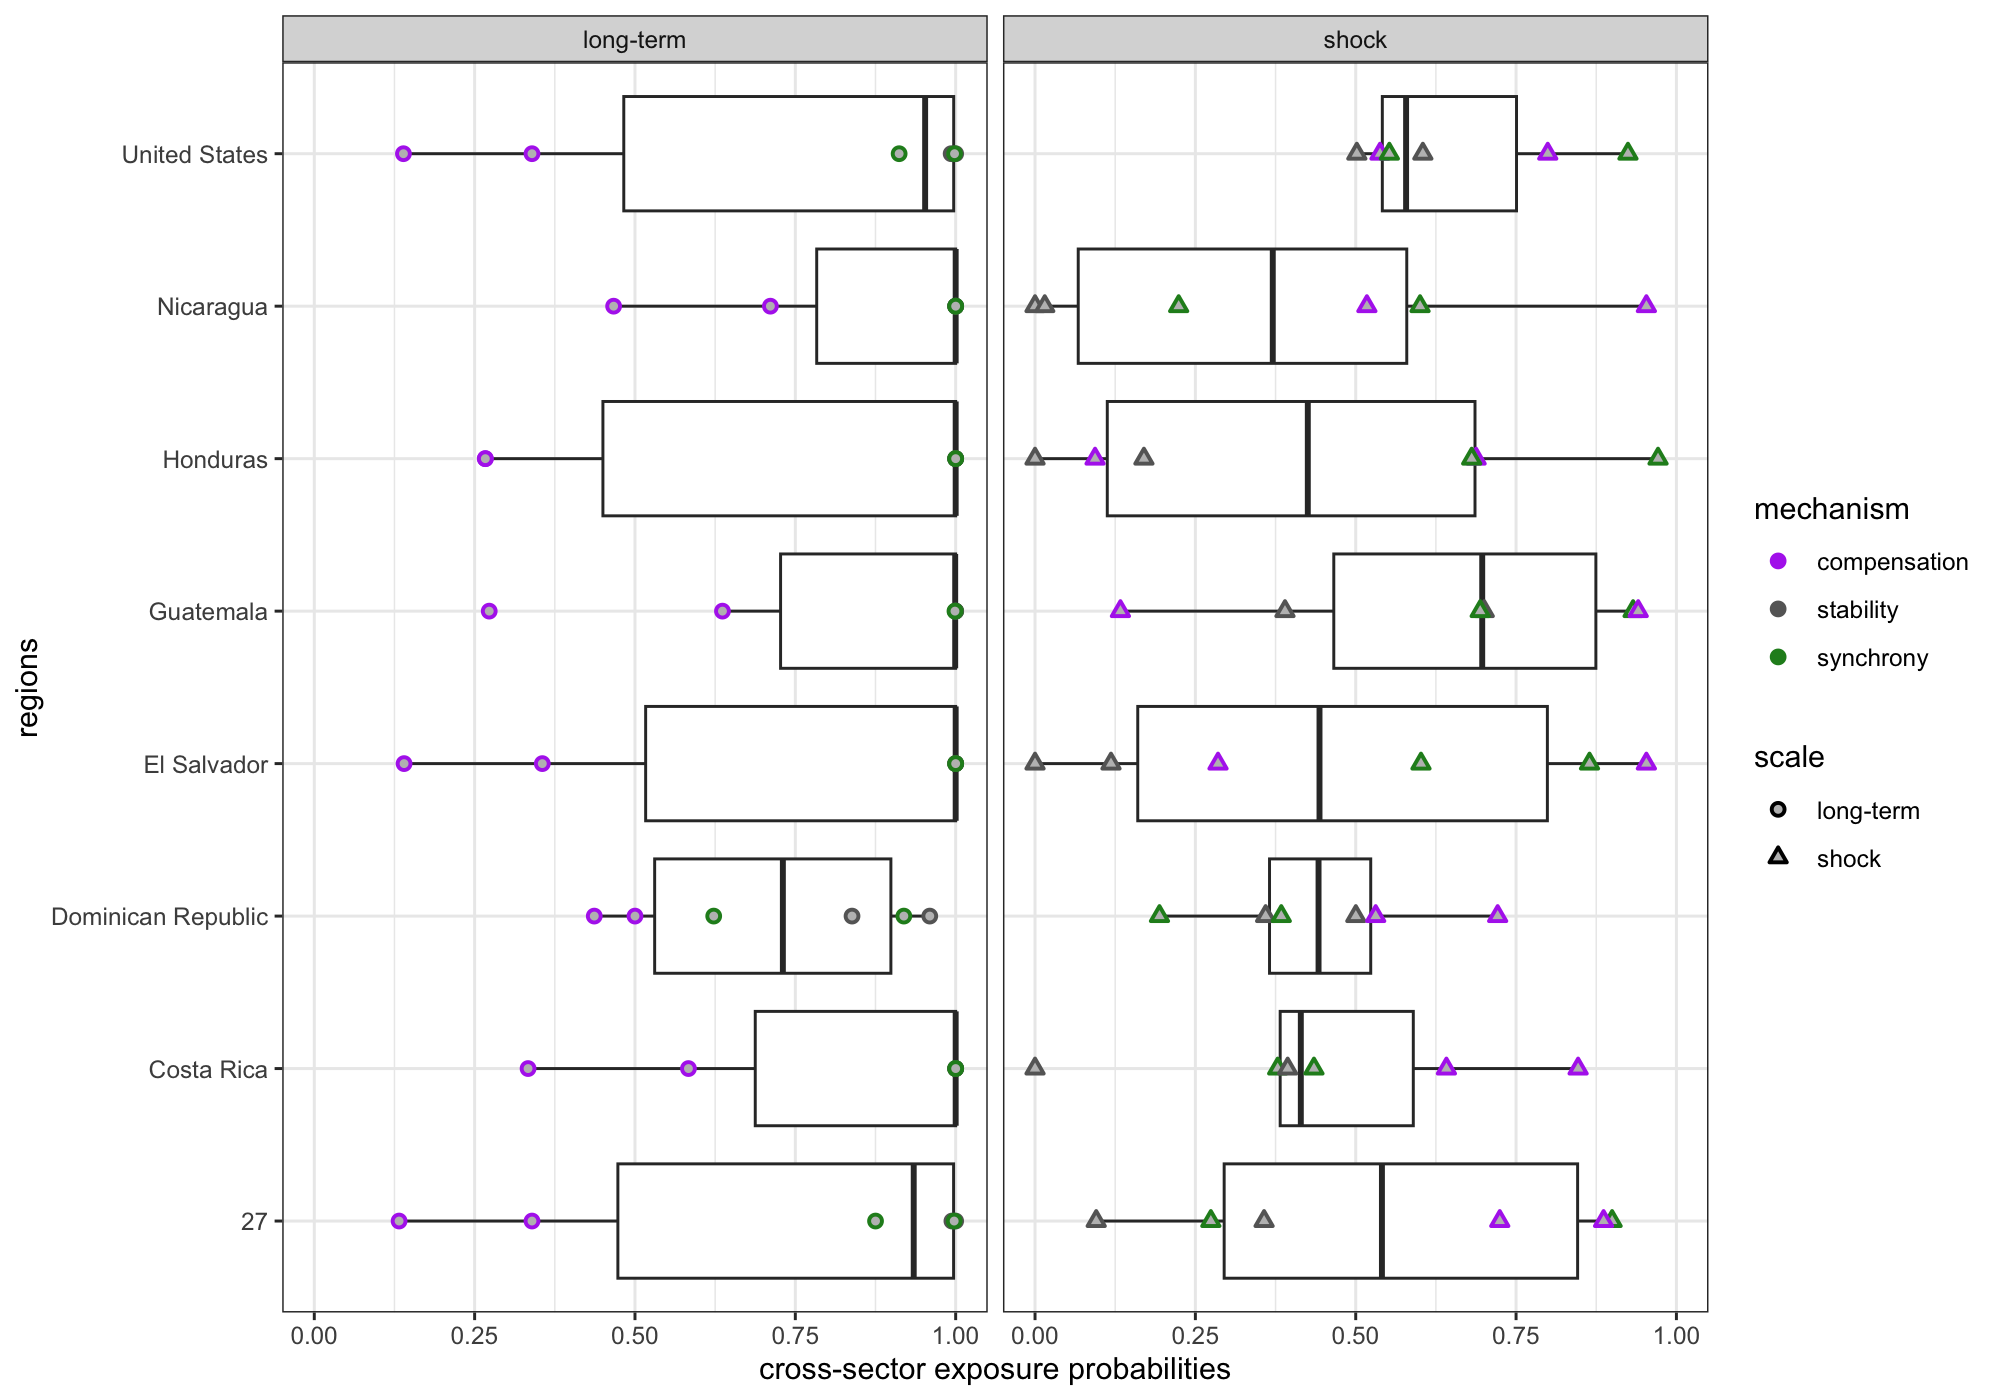 long-term
shock
United States
Nicaragua
Honduras
Guatemala
El Salvador
Dominican Republic
Costa Rica
27
regions
0.00 0.25 0.50 0.75 1.00 0.00 0.25 0.50 0.75 1.00
cross-sector exposure probabilities
mechanism
compensation
stability
synchrony
scale
long-term
shock